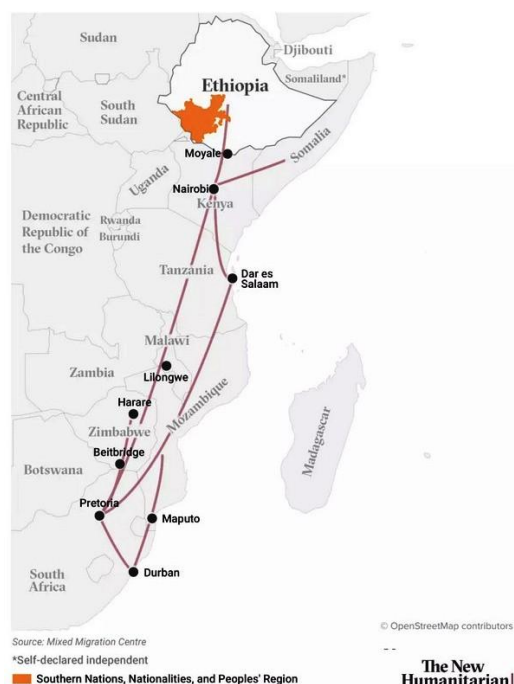 Sudan
Djibouti
Ethiopia
Somaliland*
Central
African
Republic
South
Sudan
Moyale
Somalia
Uganda
Nairobi
Kenya
Democratic
Republic of
the Congo
Rwanda
Burundi
Tanzania
Dar es
Salaam
Malawi
Zambia
Lilongwe
Mozambique
Harare
Zimbabwe
Madagascar
Beitbridge
Botswana
Pretoria
Maputo
South
Africa
Durban
© OpenStreetMap contributors
Source: Mixed Migration Centre
*Self-declared independent
Southern Nations, Nationalities, and Peoples' Region
The New
Humanitarian